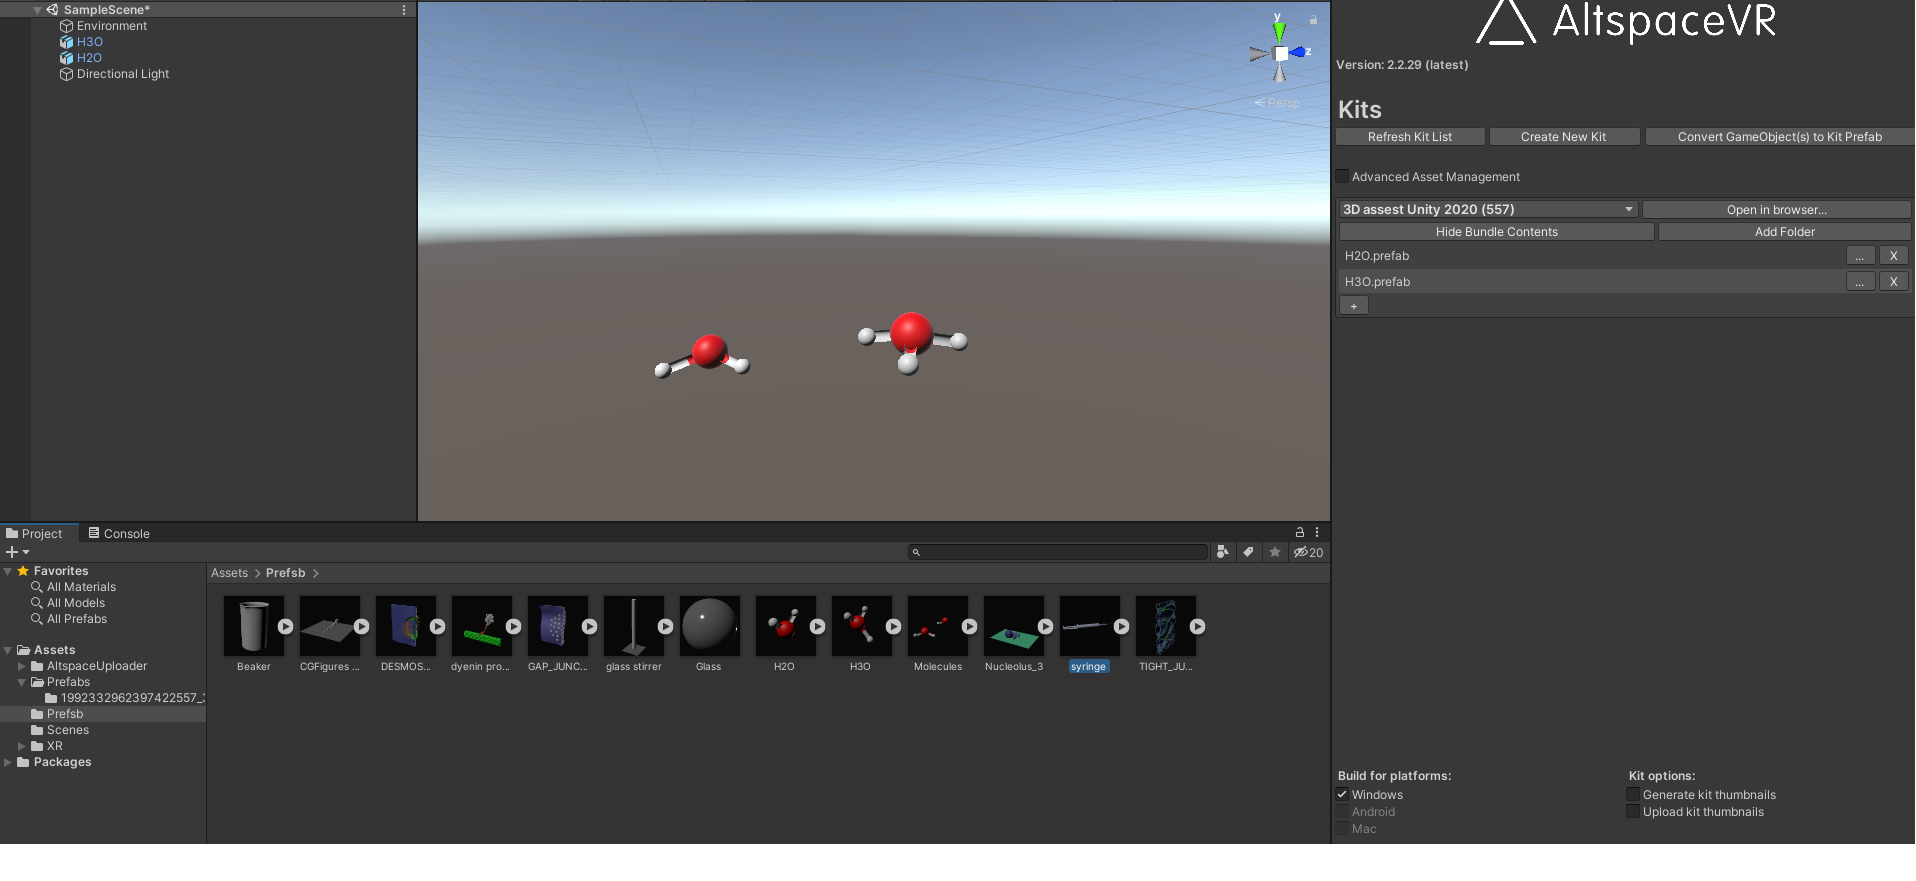 SampleScene*
Environment
H3O
H2O
Directional Light
y
z
Persp
AltspaceVR
Version: 2.2.29 (latest)
Kits
Refresh Kit List
Create New Kit
Convert GameObject(s) to Kit Prefab
Advanced Asset Management
3D assest Unity 2020 (557)
Open in browser...
Hide Bundle Contents
Add Folder
H2O.prefab ... X
H3O.prefab ... X
+
Build for platforms:
Windows
Android
Mac
Kit options:
Generate kit thumbnails
Upload kit thumbnails
Project
Console
20
Favorites
All Materials
All Models
All Prefabs
Assets
AltspaceUploader
Prefabs
1992332962397422557_
Prefsb
Scenes
XR
Packages
Assets > Prefsb >
Beaker
CGFigures ...
DESMOS...
dyenin pro...
GAP_JUNC...
glass stirrer
Glass
H2O
H3O
Molecules
Nucleolus_3
syringe
TIGHT_JU...